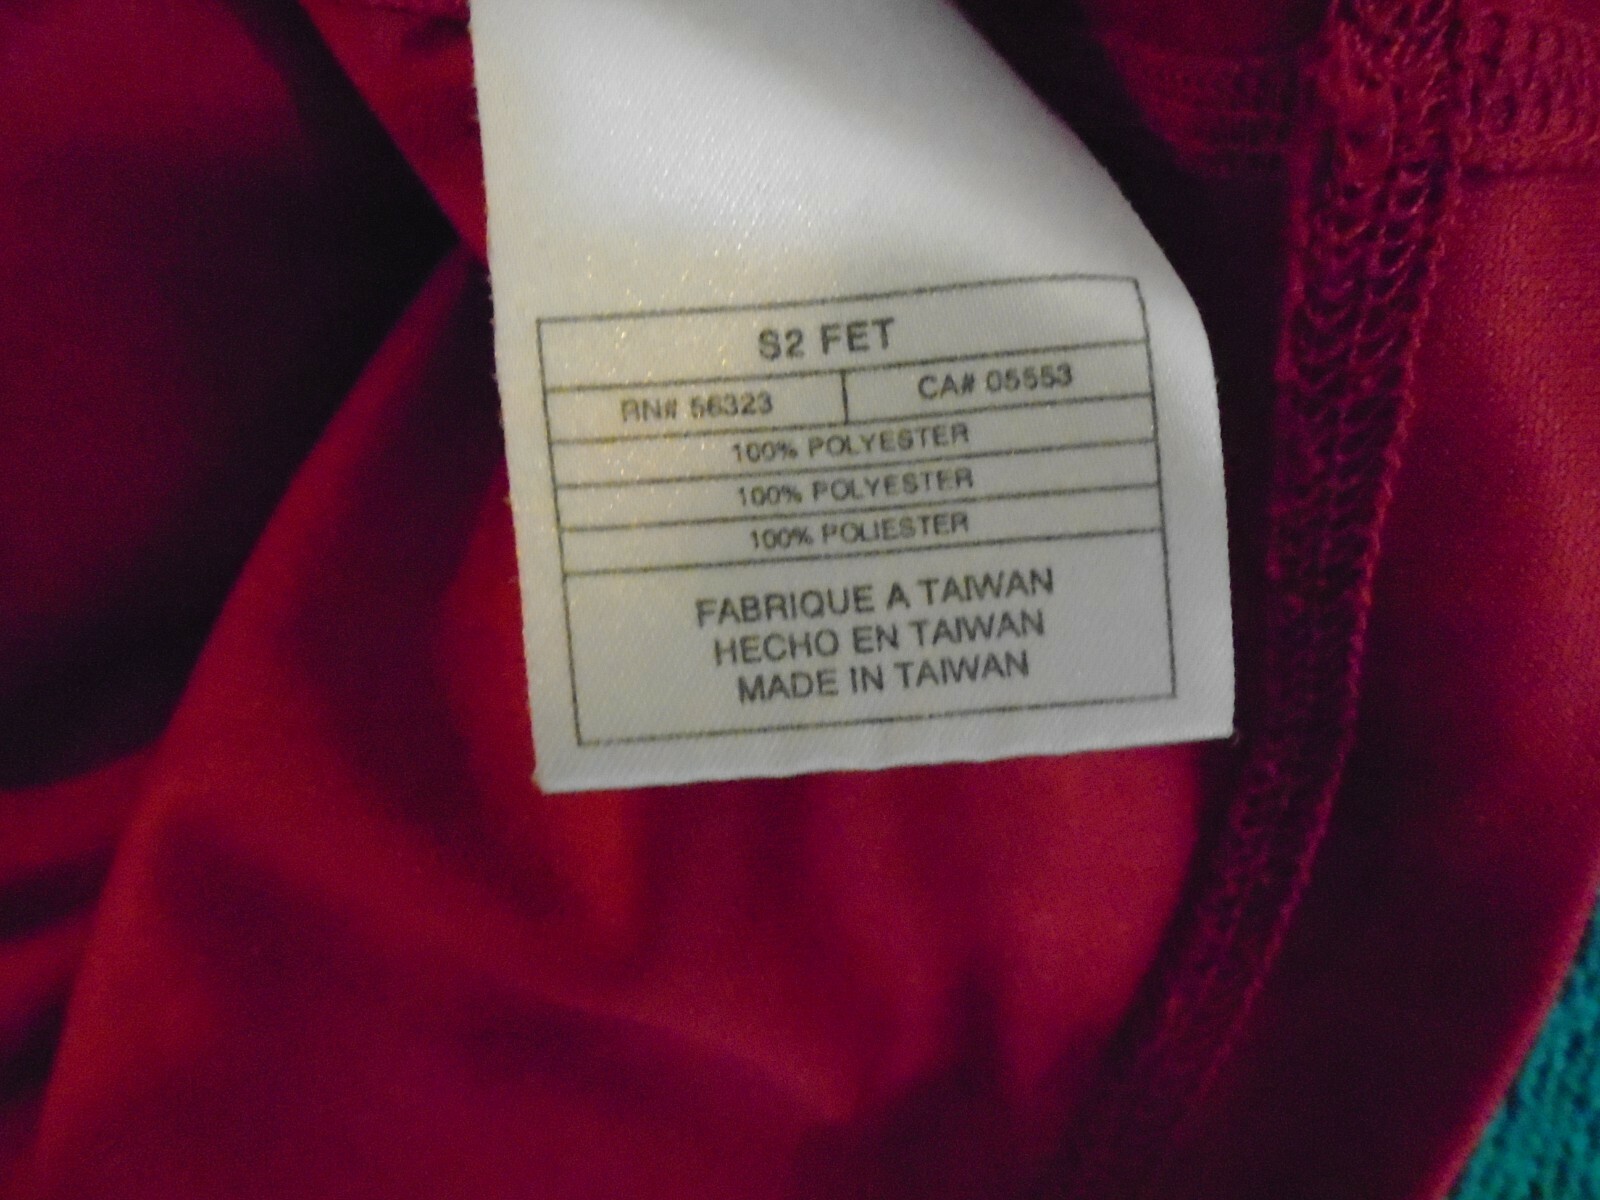 S2 FET
RN# 56323 CA# 05553
100% POLYESTER
100% POLYESTER
100% POLIESTER
FABRIQUE A TAIWAN
HECHO EN TAIWAN
MADE IN TAIWAN